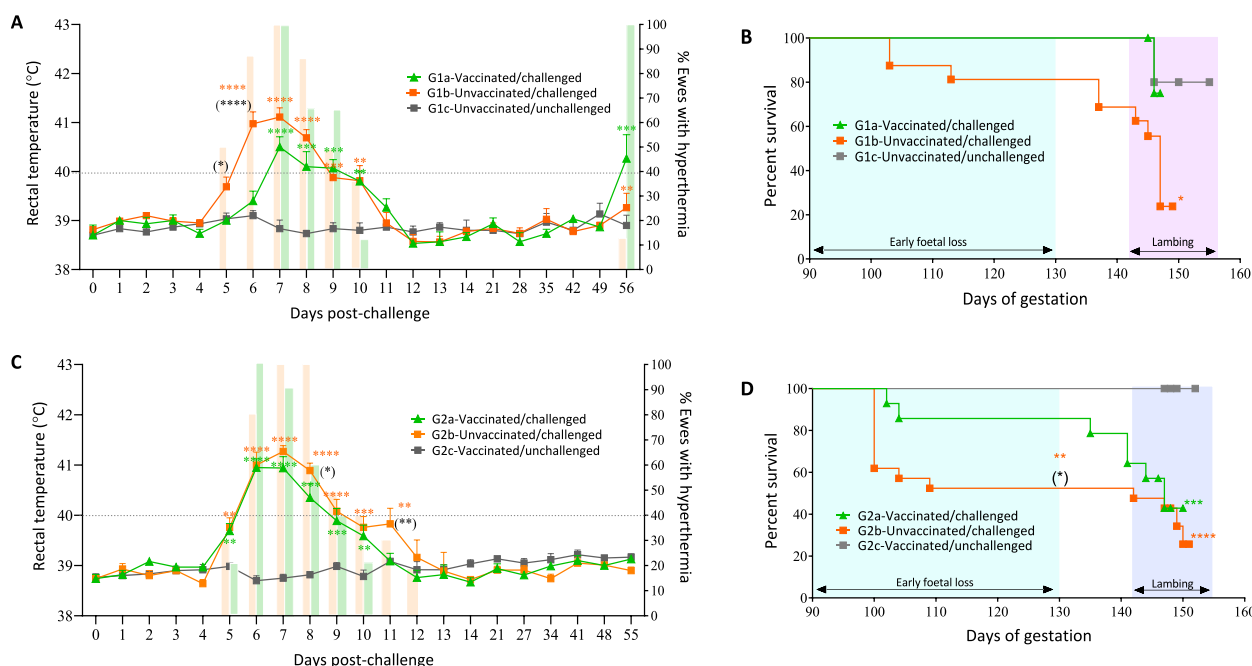 A
Rectal temperature (°C)
43
42
41
40
39
38
G1a-Vaccinated/challenged
G1b-Unvaccinated/challenged
G1c-Unvaccinated/unchallenged
****
(****)
(*)
****
****
****
***
***
**
**
**
***
**
100
90
80
70
60
50
40
30
20
10
0
% Ewes with hyperthermia
0 1 2 3 4 5 6 7 8 9 10 11 12 13 14 21 28 35 42 49 56
Days post-challenge
B
Percent survival
100
80
60
40
20
0
G1a-Vaccinated/challenged
G1b-Unvaccinated/challenged
G1c-Unvaccinated/unchallenged
*
Early foetal loss
Lambing
90 100 110 120 130 140 150 160
Days of gestation
C
Rectal temperature (°C)
43
42
41
40
39
38
G2a-Vaccinated/challenged
G2b-Unvaccinated/challenged
G2c-Vaccinated/unchallenged
**
**
****
****
****
****
****
(*)
***
****
***
***
**
**
(**)
100
90
80
70
60
50
40
30
20
10
0
% Ewes with hyperthermia
0 1 2 3 4 5 6 7 8 9 10 11 12 13 14 21 27 34 41 48 55
Days post-challenge
D
Percent survival
100
80
60
40
20
0
**
(*)
***
****
G2a-Vaccinated/challenged
G2b-Unvaccinated/challenged
G2c-Vaccinated/unchallenged
Early foetal loss
Lambing
90 100 110 120 130 140 150 160
Days of gestation